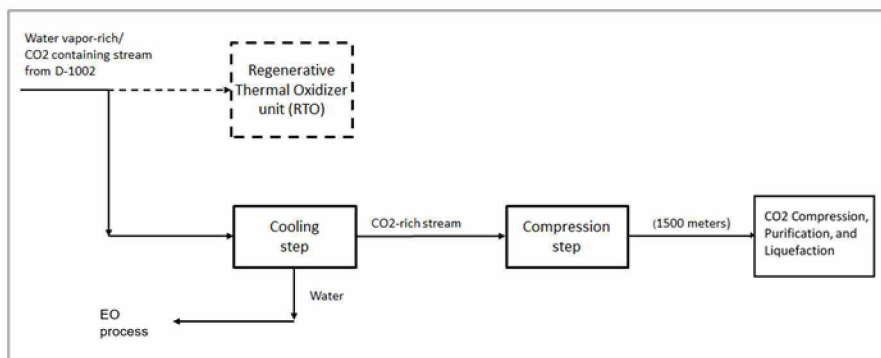 Water vapor-rich/
CO2 containing stream
from D-1002
Regenerative
Thermal Oxidizer
unit (RTO)
Cooling
step
CO2-rich stream
Compression
step
(1500 meters)
CO2 Compression,
Purification, and
Liquefaction
Water
EO
process